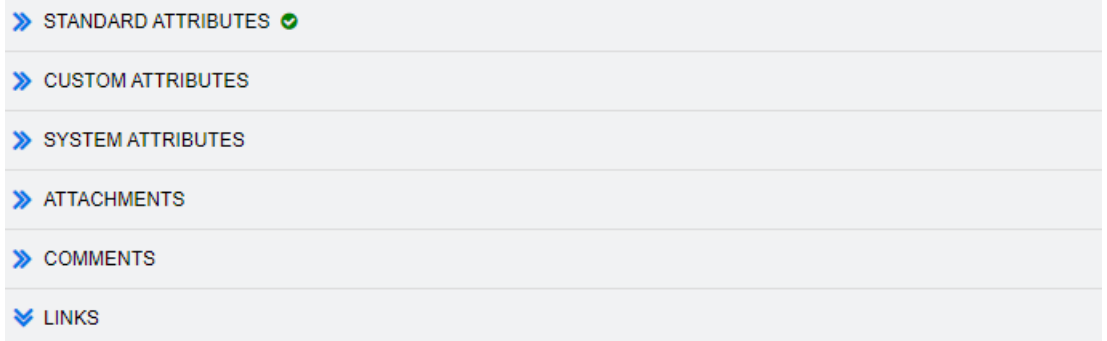 STANDARD ATTRIBUTES
CUSTOM ATTRIBUTES
SYSTEM ATTRIBUTES
ATTACHMENTS
COMMENTS
LINKS